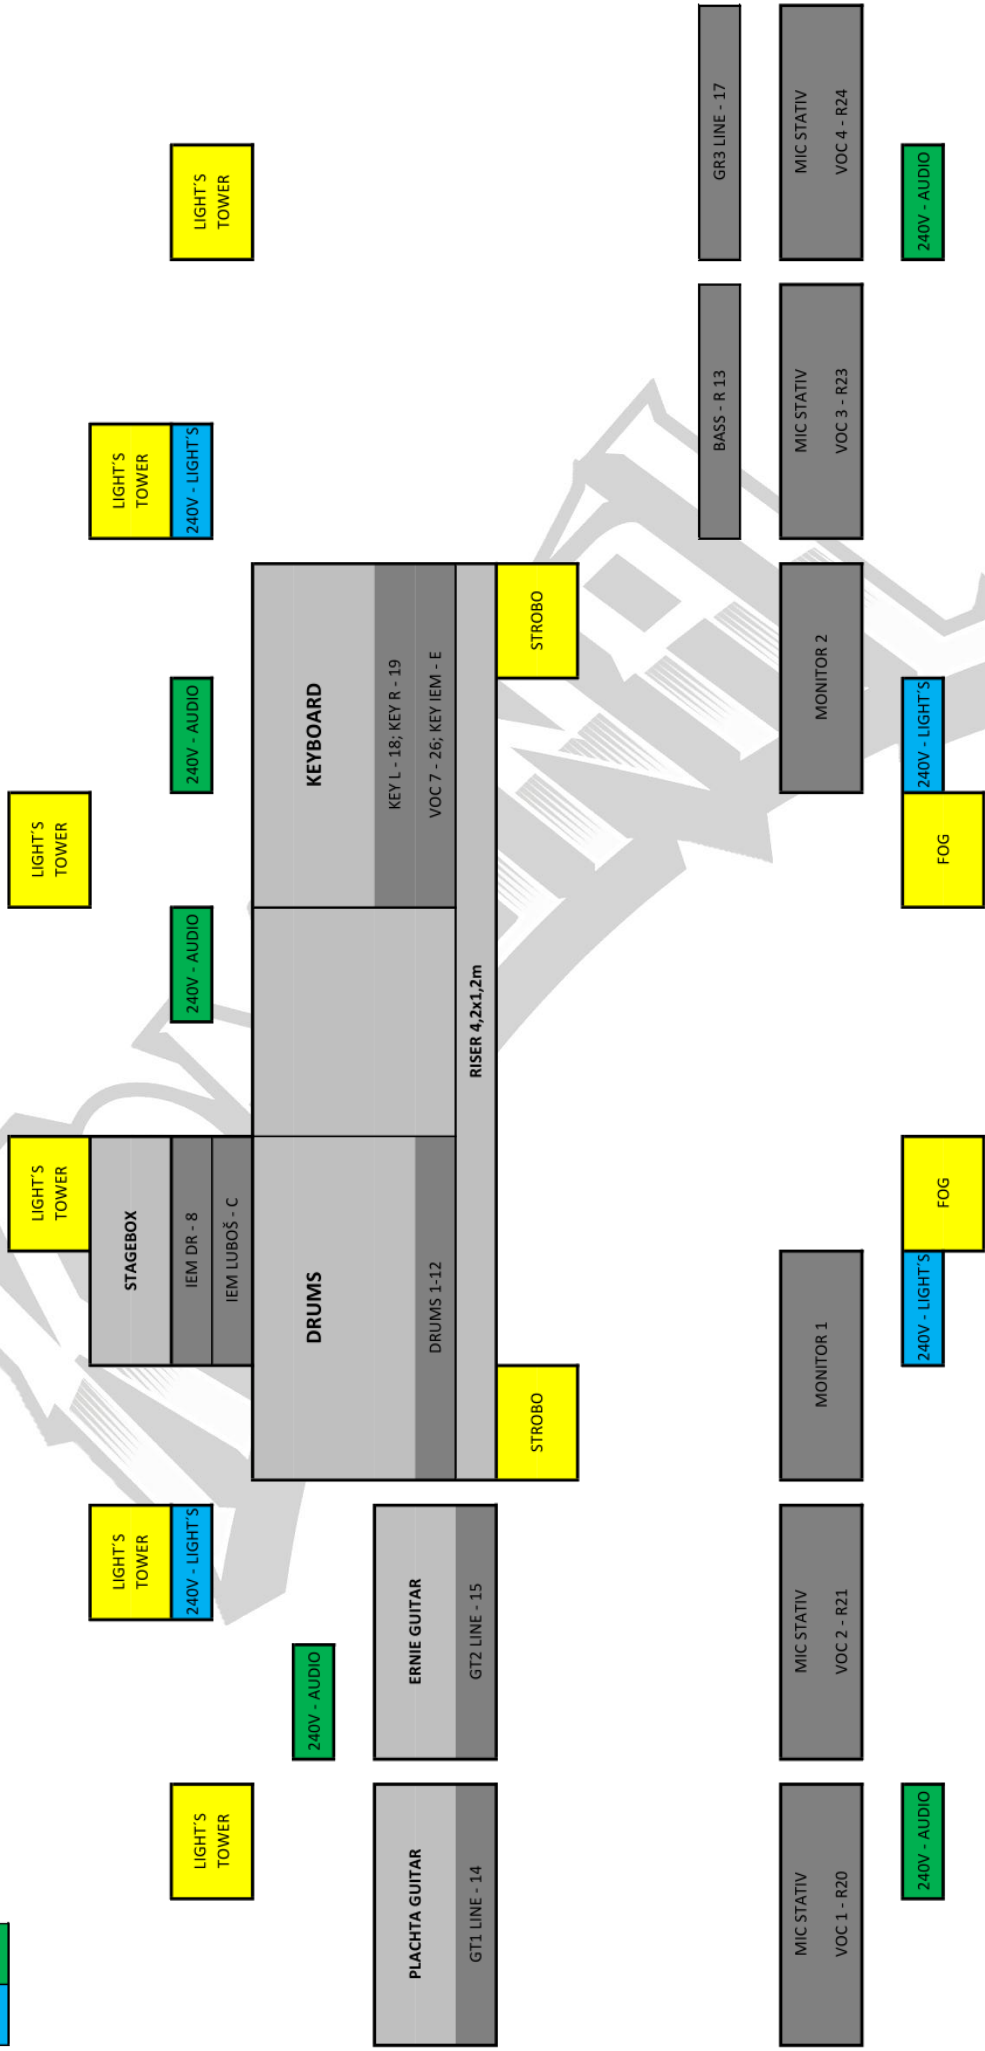 LIGHT´S
TOWER
LIGHT´S
TOWER
LIGHT´S
TOWER
STAGEBOX
LIGHT´S
TOWER
LIGHT´S
TOWER
240V - LIGHT´S
IEM DR - 8
240V - AUDIO
240V - AUDIO
240V - LIGHT´S
LIGHT´S
TOWER
IEM LUBOŠ - C
240V - AUDIO
DRUMS
KEYBOARD
PLACHTA GUITAR
GT1 LINE - 14
ERNIE GUITAR
GT2 LINE - 15
DRUMS 1-12
KEY L - 18; KEY R - 19
VOC 7 - 26; KEY IEM - E
RISER 4,2x1,2m
STROBO
STROBO
BASS - R 13
GR3 LINE - 17
MIC STATIV
VOC 1 - R20
MIC STATIV
VOC 2 - R21
MONITOR 1
MONITOR 2
MIC STATIV
VOC 3 - R23
MIC STATIV
VOC 4 - R24
240V - AUDIO
240V - LIGHT´S
FOG
FOG
240V - LIGHT´S
240V - AUDIO